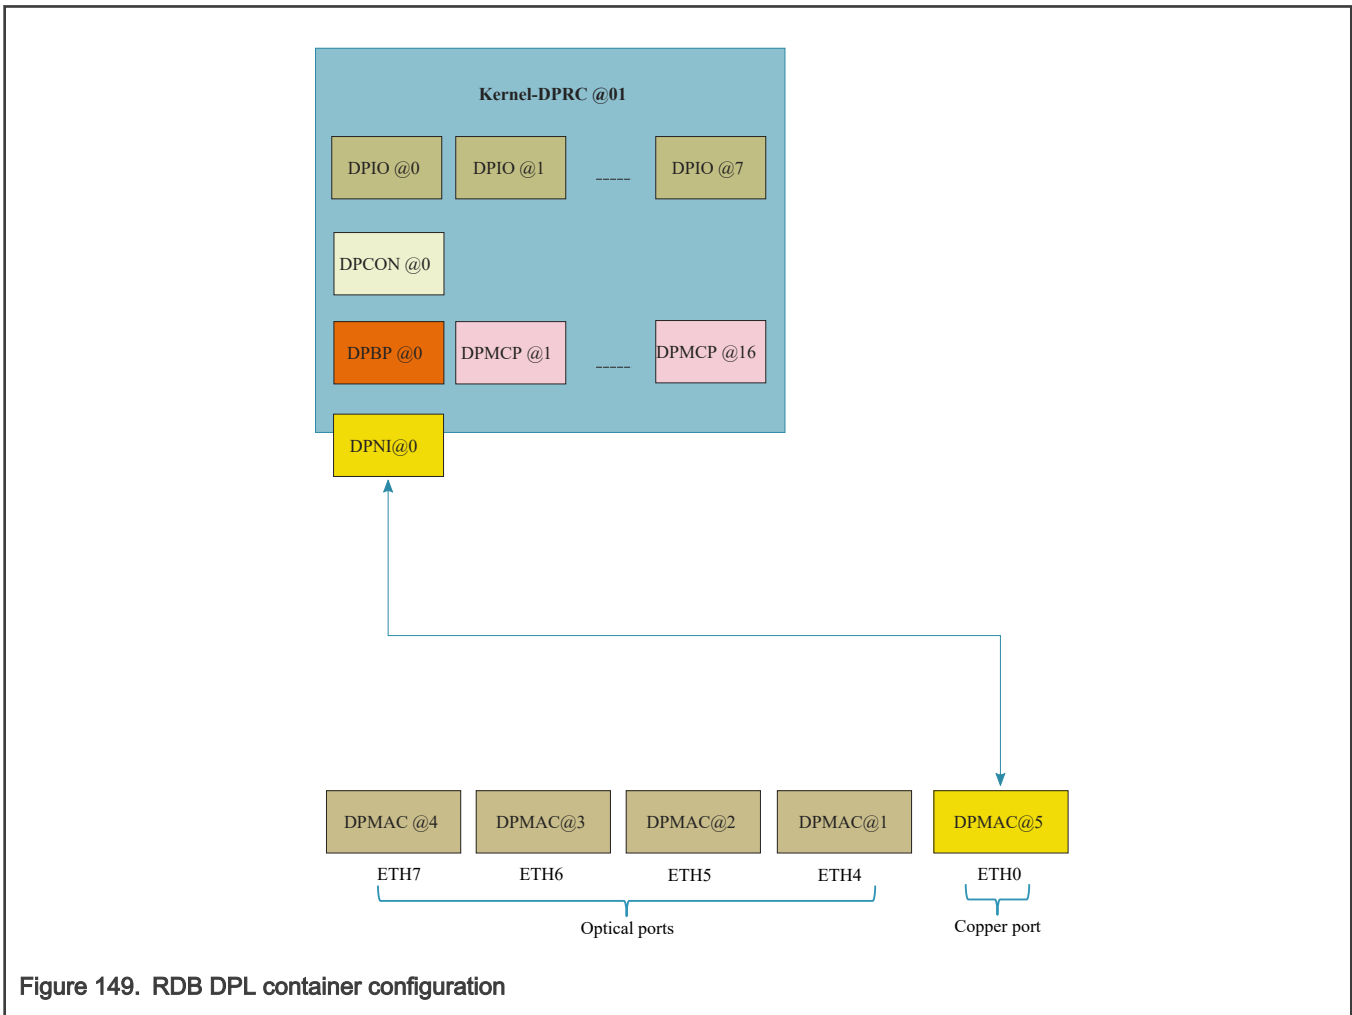 Kernel-DPRC @01
DPIO @0
DPIO @1
-----
DPIO @7
DPCON @0
DPBP @0
DPMCP @1
-----
DPMCP @16
DPNI@0
DPMAC @4
DPMAC@3
DPMAC@2
DPMAC@1
DPMAC@5
ETH7
ETH6
ETH5
ETH4
ETH0
Optical ports
Copper port
Figure 149. RDB DPL container configuration